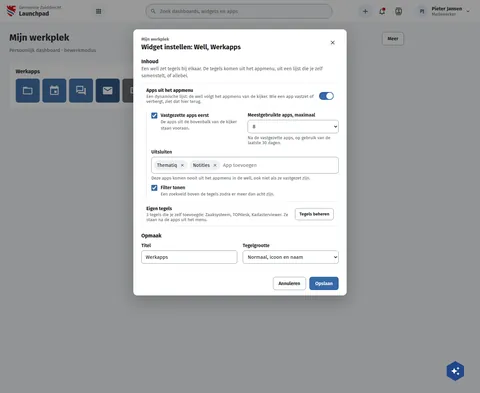 Gemeente Zuiddrecht
Launchpad
Zoek dashboards, widgets en apps
Pieter Jansen
Medewerker
Mijn werkplek
Persoonlijk dashboard · bewerkmodus
Meer
Werkapps
Mijn werkplek
Widget instellen: Well, Werkapps
Inhoud
Een well zet tegels bij elkaar. De tegels komen uit het appmenu, uit een lijst die je zelf
samenstelt, of allebei.
Apps uit het appmenu
Een dynamische lijst: de well volgt het appmenu van de kijker. Wie een app vastzet of
verbergt, ziet dat hier terug.
Vastgezette apps eerst
De apps uit de bovenbalk van de kijker
staan vooraan.
Meestgebruikte apps, maximaal
8
Na de vastgezette apps, op gebruik van de
laatste 30 dagen.
Uitsluiten
Thematiq ×
Notities ×
App toevoegen
Deze apps komen nooit uit het appmenu in de well, ook niet als ze vastgezet zijn.
Filter tonen
Een zoekveld boven de tegels zodra er meer dan acht zijn.
Eigen tegels
3 tegels die je zelf toevoegde: Zaaksysteem, TOPdesk, Kadasterviewer. Ze
staan na de apps uit het menu.
Tegels beheren
Opmaak
Titel
Tegelgrootte
Werkapps
Normaal, icoon en naam
Annuleren
Opslaan